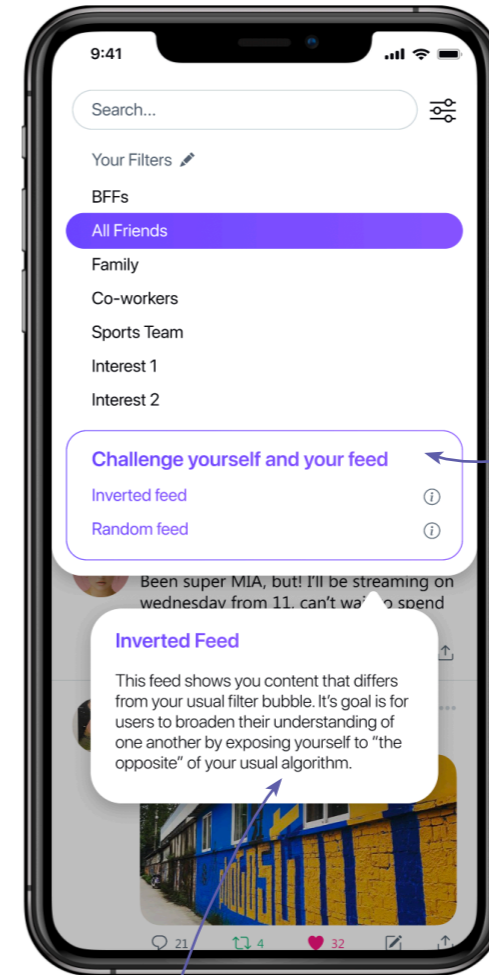 9:41
Search...
Your Filters
BFFs
All Friends
Family
Co-workers
Sports Team
Interest 1
Interest 2
Challenge yourself and your feed
Inverted feed
Random feed
Been super MIA, but! I'll be streaming on
wednesday from 11. can't wai o spend
Inverted Feed
This feed shows you content that differs
from your usual filter bubble. It's goal is for
users to broaden their understanding of
one another by exposing yourself to "the
opposite" of your usual algorithm.
21 4 32